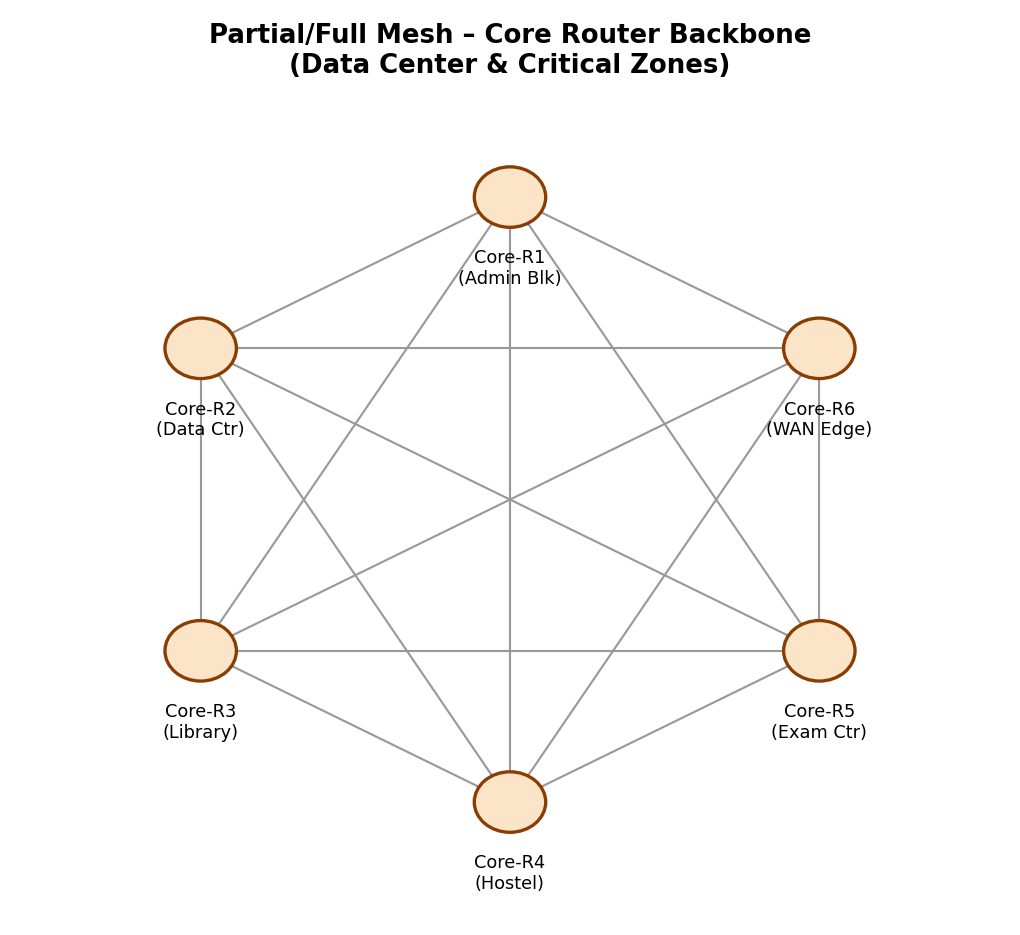 Partial/Full Mesh – Core Router Backbone
(Data Center & Critical Zones)
Core-R1
(Admin Blk)
Core-R2
(Data Ctr)
Core-R6
(WAN Edge)
Core-R3
(Library)
Core-R5
(Exam Ctr)
Core-R4
(Hostel)